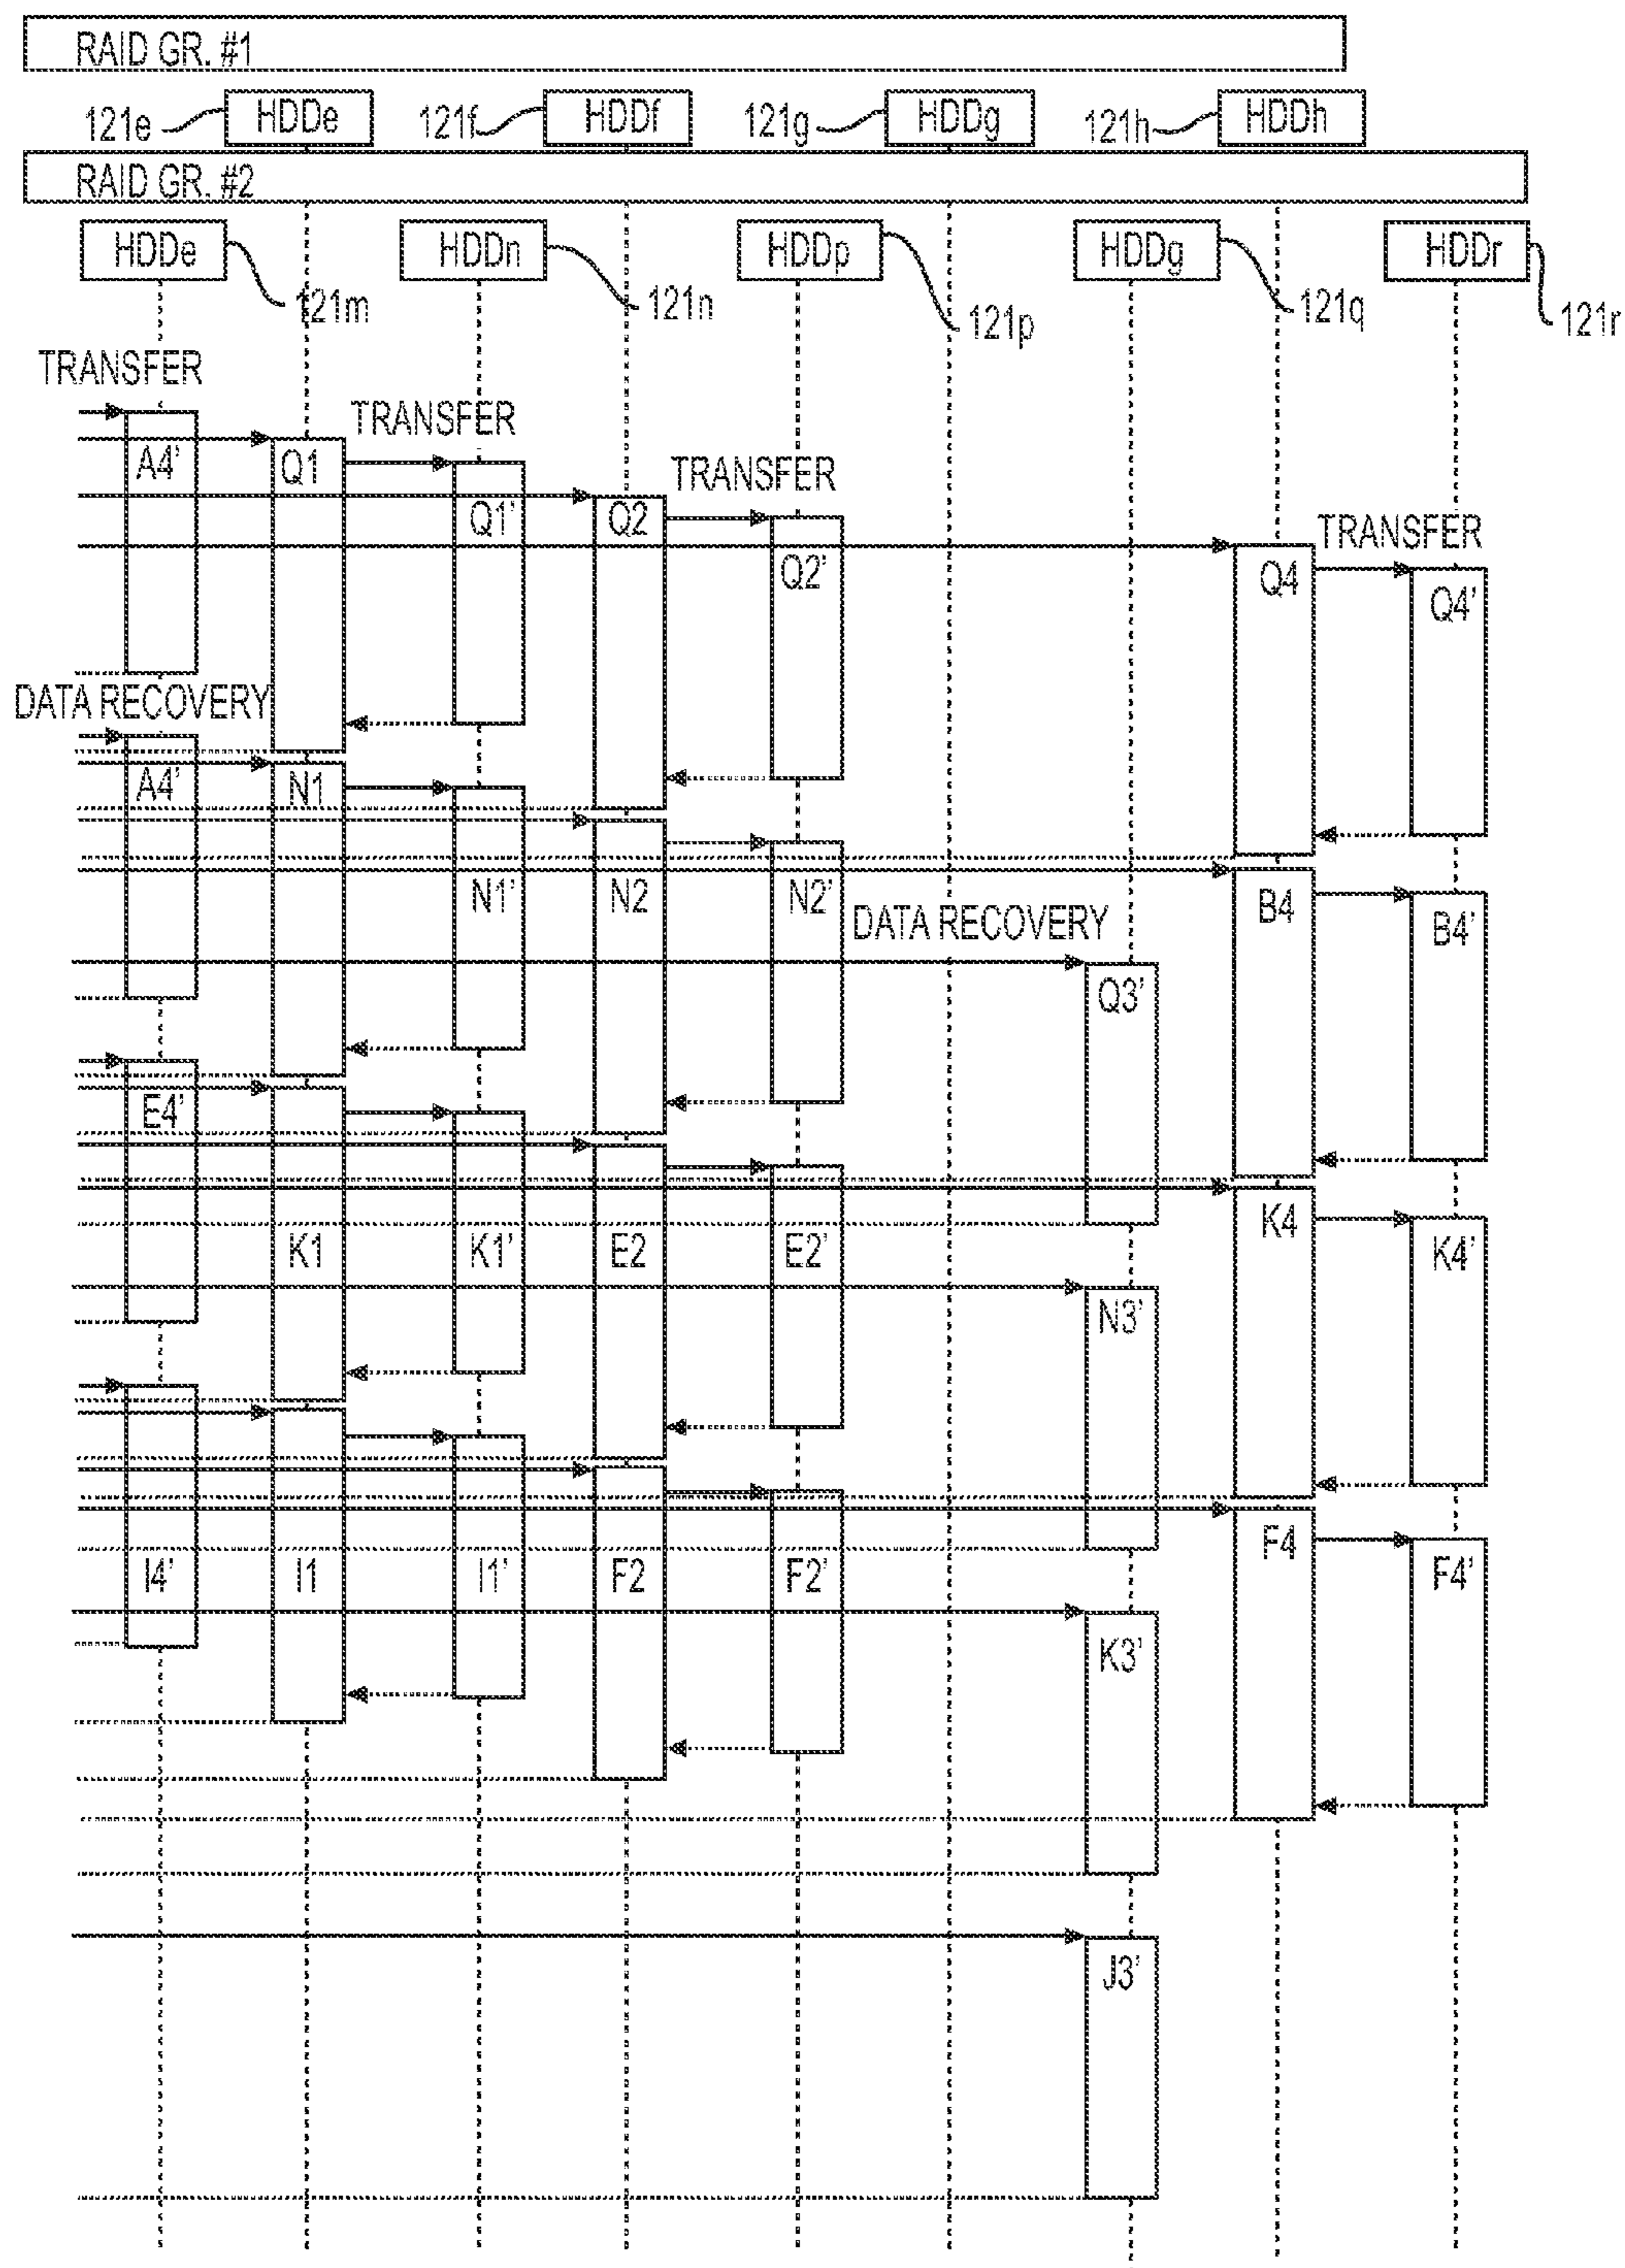 RAID GR. #1
121e HDDe 121f HDDf 121g HDDg 121h HDDh
RAID GR. #2
HDDe HDDn HDDp HDDg HDDr
121m 121n 121p 121q 121r
TRANSFER
TRANSFER
A4' Q1
TRANSFER
Q1' Q2 TRANSFER
Q2' Q4 Q4'
DATA RECOVERY
A4' N1
N1' N2 N2' B4 B4'
DATA RECOVERY
Q3'
E4'
K1 K1' E2 E2' K4 K4'
N3'
I4' I1 I1' F2 F2' F4 F4'
K3'
J3'